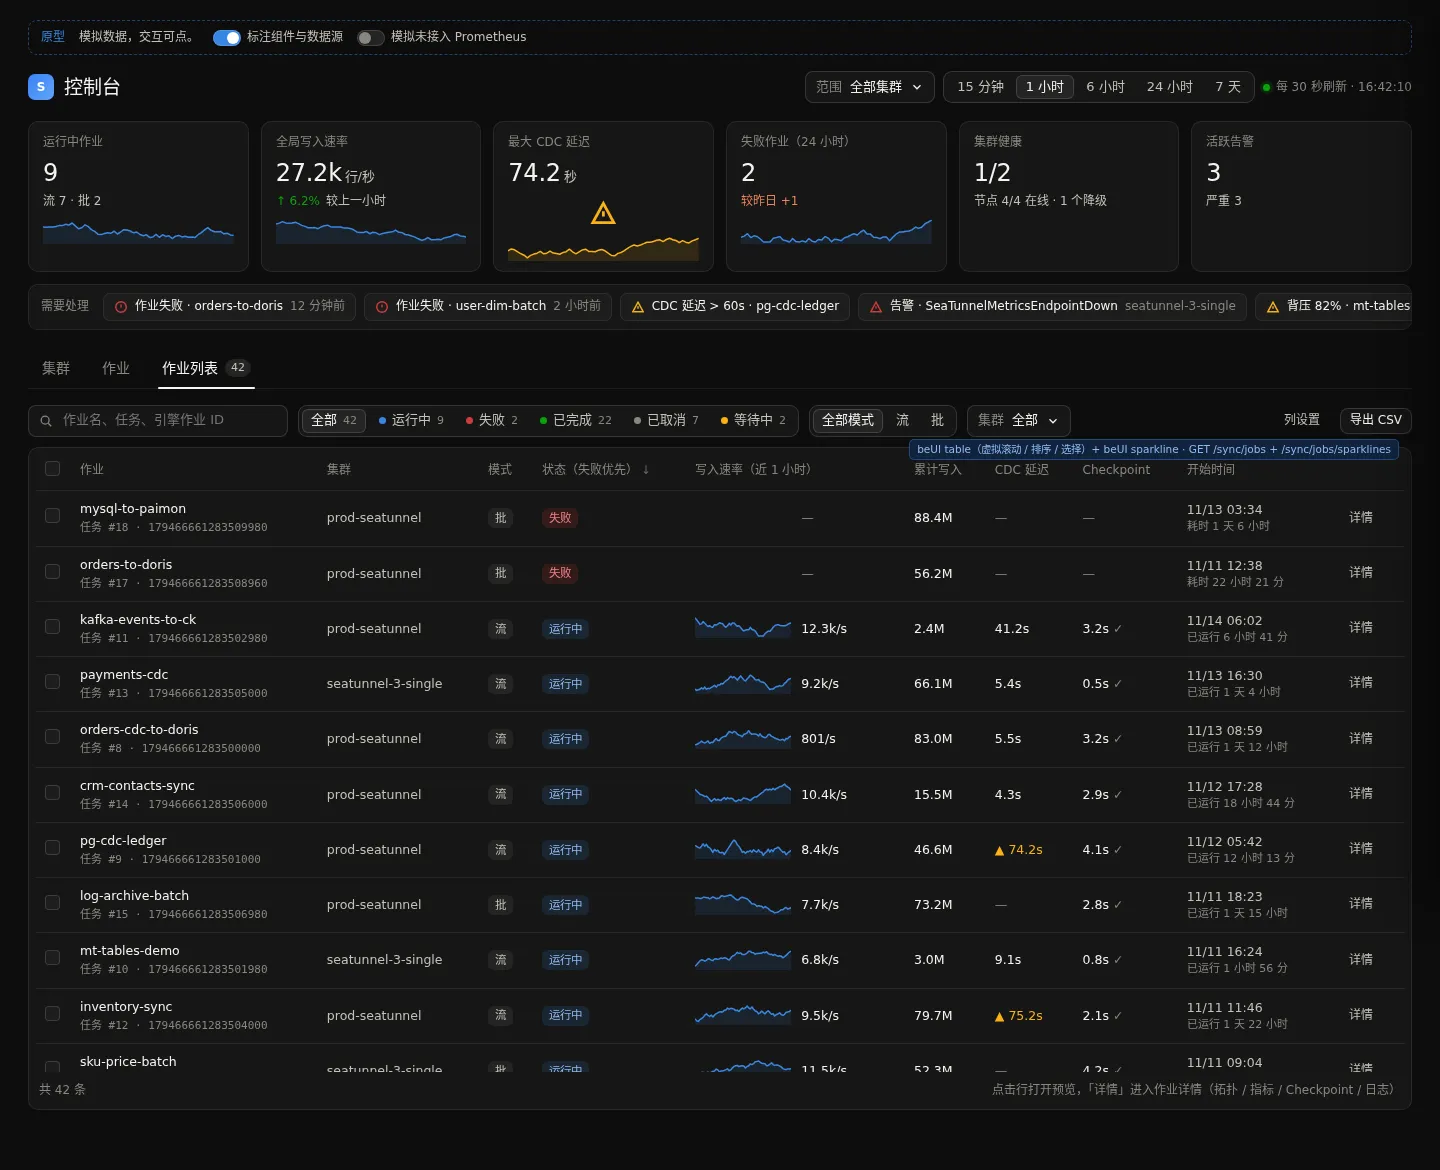 原型 模拟数据，交互可点。 标注组件与数据源 模拟未接入 Prometheus
S 控制台 范围 全部集群 15 分钟 1 小时 6 小时 24 小时 7 天 每 30 秒刷新 · 16:42:10
运行中作业 全局写入速率 最大 CDC 延迟 失败作业（24 小时） 集群健康 活跃告警
9 27.2k 行/秒 74.2 秒 2 1/2 3
流 7 · 批 2 ↑ 6.2% 较上一小时 较昨日 +1 节点 4/4 在线 · 1 个降级 严重 3
需要处理 作业失败 · orders-to-doris 12 分钟前 作业失败 · user-dim-batch 2 小时前 CDC 延迟 > 60s · pg-cdc-ledger 告警 · SeaTunnelMetricsEndpointDown seatunnel-3-single 背压 82% · mt-tables
集群 作业 作业列表 42
作业名、任务、引擎作业 ID 全部 42 运行中 9 失败 2 已完成 22 已取消 7 等待中 2 全部模式 流 批 集群 全部 列设置 导出 CSV
beUI table（虚拟滚动 / 排序 / 选择）+ beUI sparkline · GET /sync/jobs + /sync/jobs/sparklines
作业 集群 模式 状态（失败优先） ↓ 写入速率（近 1 小时） 累计写入 CDC 延迟 Checkpoint 开始时间
mysql-to-paimon prod-seatunnel 批 失败 — 88.4M — — 11/13 03:34 详情
任务 #18 · 179466661283509980 耗时 1 天 6 小时
orders-to-doris prod-seatunnel 批 失败 — 56.2M — — 11/11 12:38 详情
任务 #17 · 179466661283508960 耗时 22 小时 21 分
kafka-events-to-ck prod-seatunnel 流 运行中 12.3k/s 2.4M 41.2s 3.2s ✓ 11/14 06:02 详情
任务 #11 · 179466661283502980 已运行 6 小时 41 分
payments-cdc seatunnel-3-single 流 运行中 9.2k/s 66.1M 5.4s 0.5s ✓ 11/13 16:30 详情
任务 #13 · 179466661283505000 已运行 1 天 4 小时
orders-cdc-to-doris prod-seatunnel 流 运行中 801/s 83.0M 5.5s 3.2s ✓ 11/13 08:59 详情
任务 #8 · 179466661283500000 已运行 1 天 12 小时
crm-contacts-sync prod-seatunnel 流 运行中 10.4k/s 15.5M 4.3s 2.9s ✓ 11/12 17:28 详情
任务 #14 · 179466661283506000 已运行 18 小时 44 分
pg-cdc-ledger prod-seatunnel 流 运行中 8.4k/s 46.6M ▲ 74.2s 4.1s ✓ 11/12 05:42 详情
任务 #9 · 179466661283501000 已运行 12 小时 13 分
log-archive-batch prod-seatunnel 批 运行中 7.7k/s 73.2M — 2.8s ✓ 11/11 18:23 详情
任务 #15 · 179466661283506980 已运行 1 天 15 小时
mt-tables-demo seatunnel-3-single 流 运行中 6.8k/s 3.0M 9.1s 0.8s ✓ 11/11 16:24 详情
任务 #10 · 179466661283501980 已运行 1 小时 56 分
inventory-sync prod-seatunnel 流 运行中 9.5k/s 79.7M ▲ 75.2s 2.1s ✓ 11/11 11:46 详情
任务 #12 · 179466661283504000 已运行 1 天 22 小时
sku-price-batch seatunnel-3-single 批 运行中 11.5k/s 52.3M — 4.2s ✓ 11/11 09:04 详情
共 42 条 点击行打开预览，「详情」进入作业详情（拓扑 / 指标 / Checkpoint / 日志）